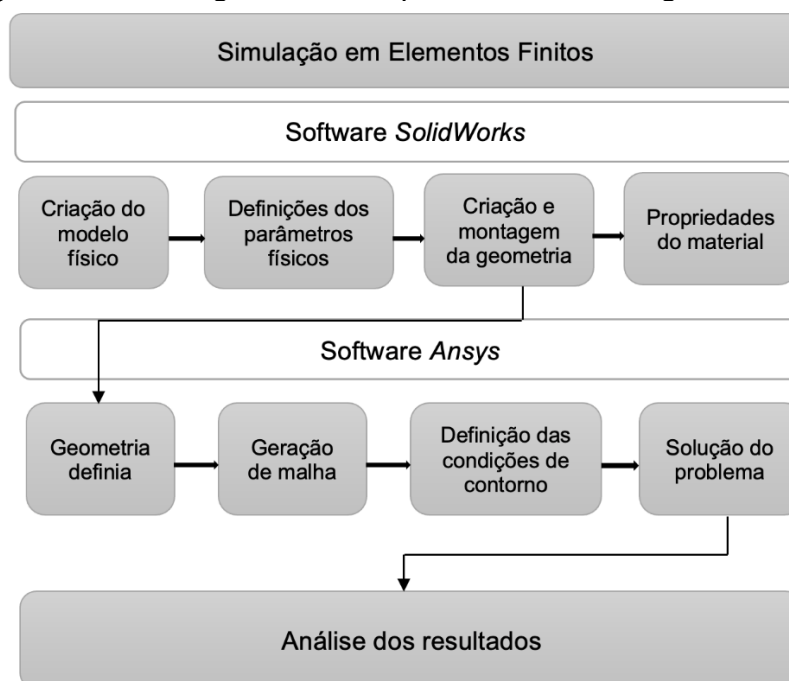 Simulação em Elementos Finitos
Software SolidWorks
Criação do
modelo
físico
Definições dos
parâmetros
físicos
Criação e
montagem
da geometria
Propriedades
do material
Software Ansys
Geometria
definia
Geração
de malha
Definição das
condições de
contorno
Solução do
problema
Análise dos resultados